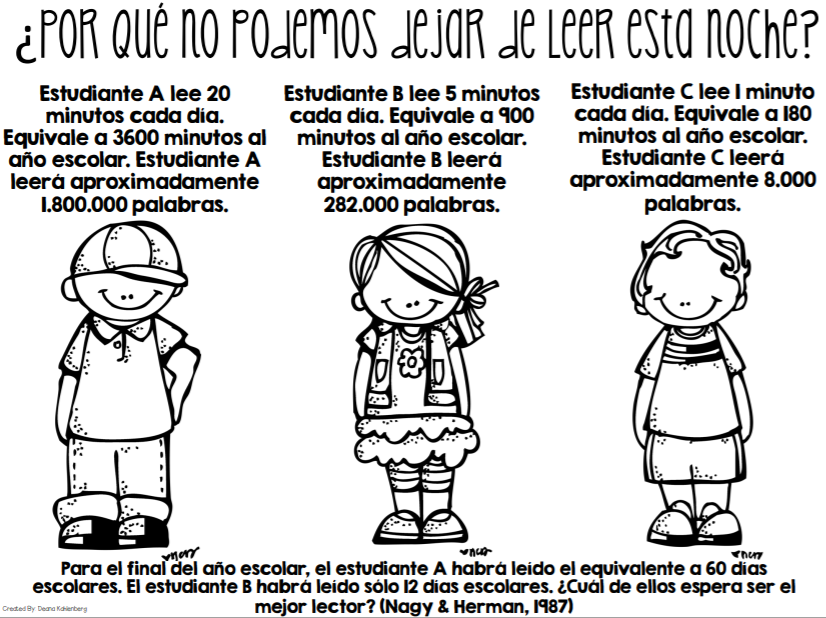 ¿Por qué no podemos dejar de leer esta noche?
Estudiante A lee 20
minutos cada día.
Equivale a 3600 minutos al
año escolar. Estudiante A
leerá aproximadamente
1.800.000 palabras.
Estudiante B lee 5 minutos
cada día. Equivale a 900
minutos al año escolar.
Estudiante B leerá
aproximadamente
282.000 palabras.
Estudiante C lee 1 minuto
cada día. Equivale a 180
minutos al año escolar.
Estudiante C leerá
aproximadamente 8.000
palabras.
Para el final del año escolar, el estudiante A habrá leído el equivalente a 60 días
escolares. El estudiante B habrá leído sólo 12 días escolares. ¿Cuál de ellos espera ser el
mejor lector? (Nagy & Herman, 1987)
Created By: Deana Kahlenberg